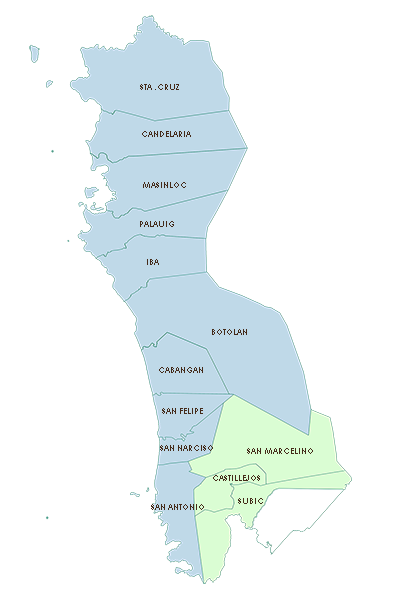 STA. CRUZ
CANDELARIA
MASINLOC
PALAUIG
IBA
BOTOLAN
CABANGAN
SAN FELIPE
SAN NARCISO
SAN MARCELINO
CASTILLEJOS
SUBIC
SAN ANTONIO